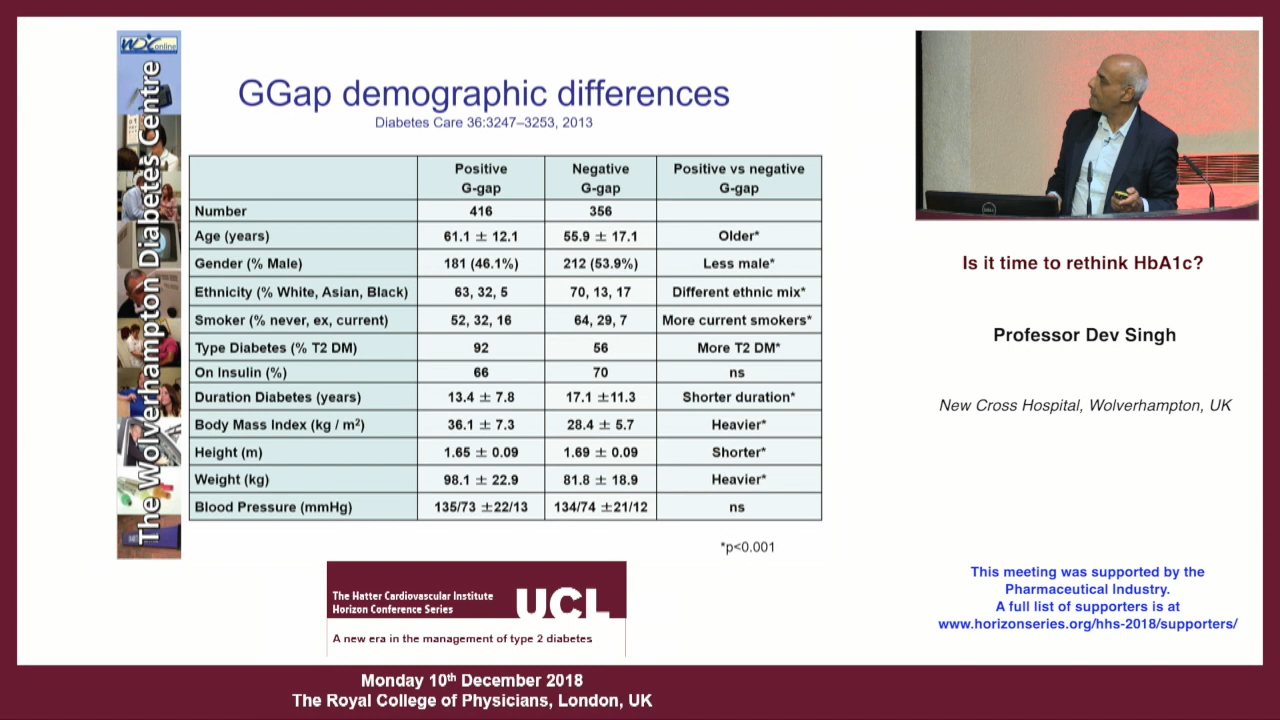 WDC online
The Wolverhampton Diabetes Centre
GGap demographic differences
Diabetes Care 36:3247–3253, 2013
Positive G-gap | Negative G-gap | Positive vs negative G-gap
Number | 416 | 356
Age (years) | 61.1 ± 12.1 | 55.9 ± 17.1 | Older*
Gender (% Male) | 181 (46.1%) | 212 (53.9%) | Less male*
Ethnicity (% White, Asian, Black) | 63, 32, 5 | 70, 13, 17 | Different ethnic mix*
Smoker (% never, ex, current) | 52, 32, 16 | 64, 29, 7 | More current smokers*
Type Diabetes (% T2 DM) | 92 | 56 | More T2 DM*
On Insulin (%) | 66 | 70 | ns
Duration Diabetes (years) | 13.4 ± 7.8 | 17.1 ±11.3 | Shorter duration*
Body Mass Index (kg / m²) | 36.1 ± 7.3 | 28.4 ± 5.7 | Heavier*
Height (m) | 1.65 ± 0.09 | 1.69 ± 0.09 | Shorter*
Weight (kg) | 98.1 ± 22.9 | 81.8 ± 18.9 | Heavier*
Blood Pressure (mmHg) | 135/73 ±22/13 | 134/74 ±21/12 | ns
*p<0.001
The Hatter Cardiovascular Institute
Horizon Conference Series
UCL
A new era in the management of type 2 diabetes
DELL
Is it time to rethink HbA1c?
Professor Dev Singh
New Cross Hospital, Wolverhampton, UK
This meeting was supported by the
Pharmaceutical Industry.
A full list of supporters is at
www.horizonseries.org/hhs-2018/supporters/
Monday 10th December 2018
The Royal College of Physicians, London, UK